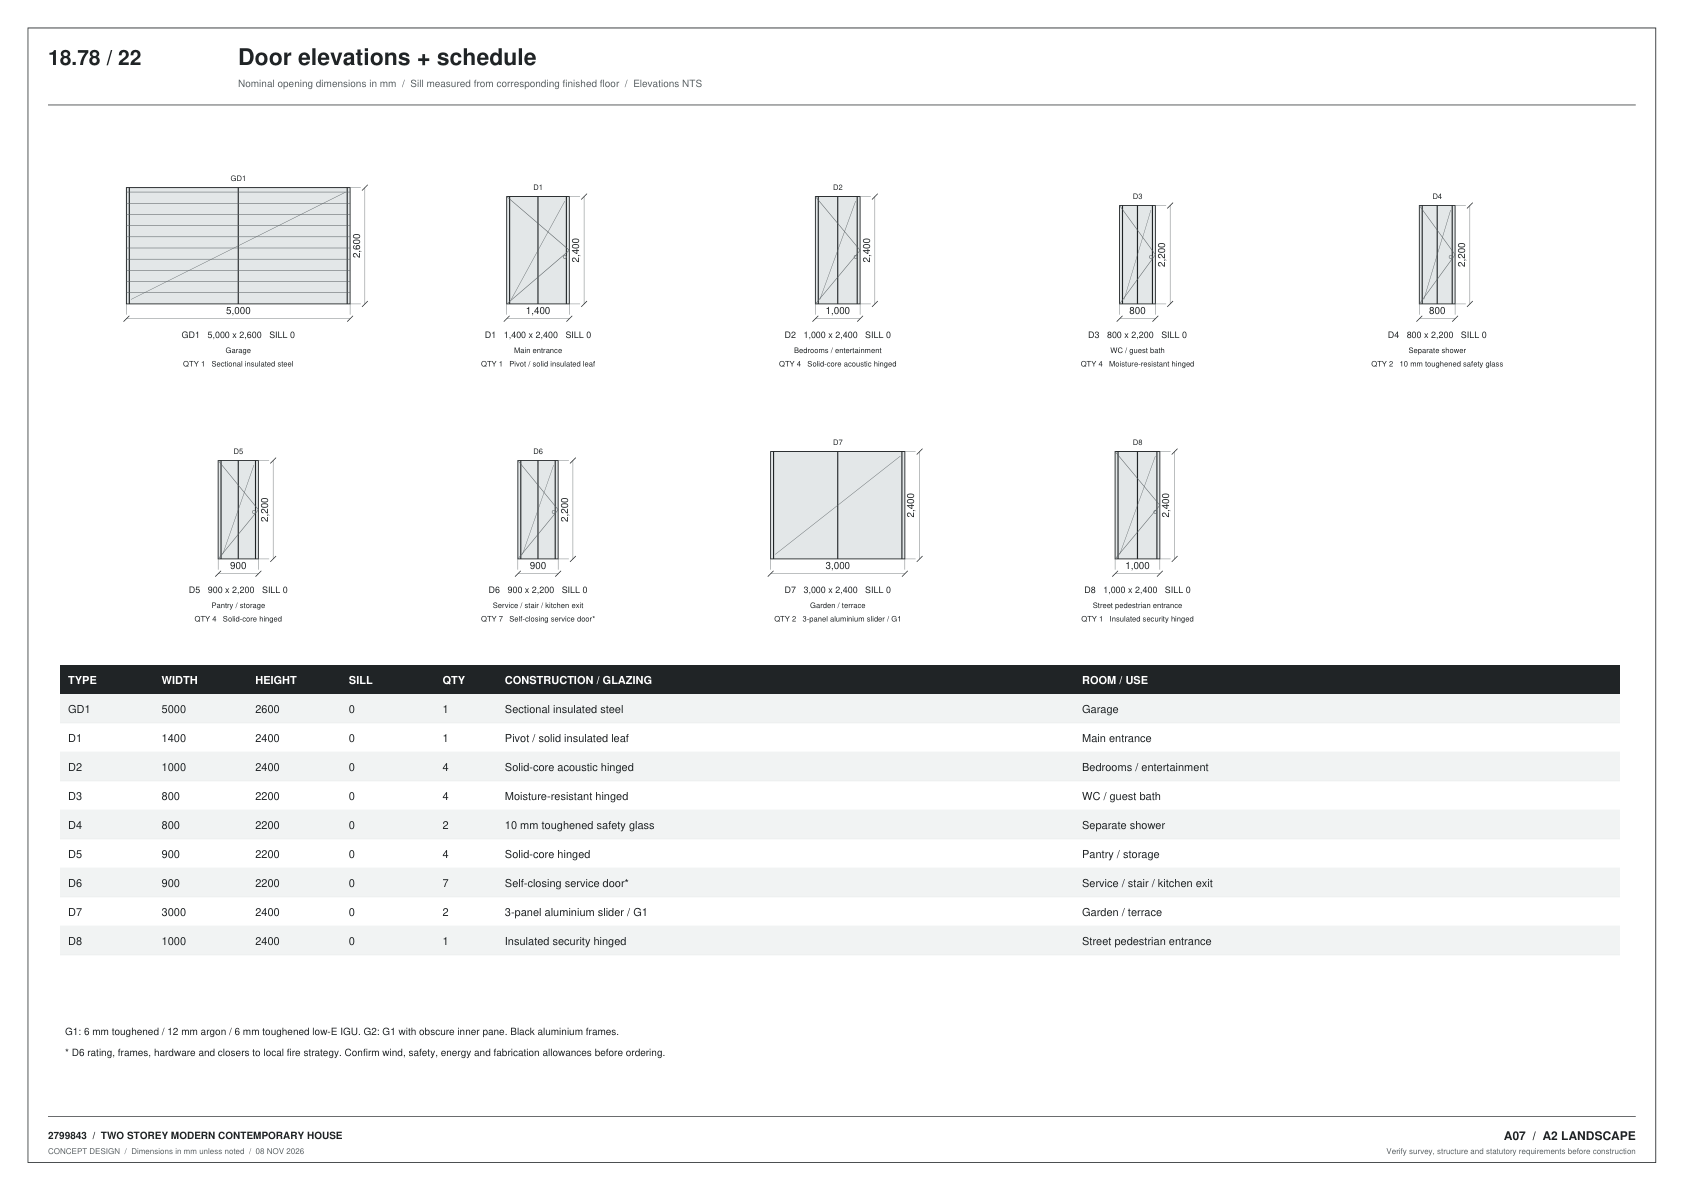 18.78 / 22
Door elevations + schedule
Nominal opening dimensions in mm / Sill measured from corresponding finished floor / Elevations NTS
GD1
2,600
5,000
GD1 5,000 x 2,600 SILL 0
Garage
QTY 1 Sectional insulated steel
D1
2,400
1,400
D1 1,400 x 2,400 SILL 0
Main entrance
QTY 1 Pivot / solid insulated leaf
D2
2,400
1,000
D2 1,000 x 2,400 SILL 0
Bedrooms / entertainment
QTY 4 Solid-core acoustic hinged
D3
2,200
800
D3 800 x 2,200 SILL 0
WC / guest bath
QTY 4 Moisture-resistant hinged
D4
2,200
800
D4 800 x 2,200 SILL 0
Separate shower
QTY 2 10 mm toughened safety glass
D5
2,200
900
D5 900 x 2,200 SILL 0
Pantry / storage
QTY 4 Solid-core hinged
D6
2,200
900
D6 900 x 2,200 SILL 0
Service / stair / kitchen exit
QTY 7 Self-closing service door*
D7
2,400
3,000
D7 3,000 x 2,400 SILL 0
Garden / terrace
QTY 2 3-panel aluminium slider / G1
D8
2,400
1,000
D8 1,000 x 2,400 SILL 0
Street pedestrian entrance
QTY 1 Insulated security hinged
TYPE WIDTH HEIGHT SILL QTY CONSTRUCTION / GLAZING ROOM / USE
GD1 5000 2600 0 1 Sectional insulated steel Garage
D1 1400 2400 0 1 Pivot / solid insulated leaf Main entrance
D2 1000 2400 0 4 Solid-core acoustic hinged Bedrooms / entertainment
D3 800 2200 0 4 Moisture-resistant hinged WC / guest bath
D4 800 2200 0 2 10 mm toughened safety glass Separate shower
D5 900 2200 0 4 Solid-core hinged Pantry / storage
D6 900 2200 0 7 Self-closing service door* Service / stair / kitchen exit
D7 3000 2400 0 2 3-panel aluminium slider / G1 Garden / terrace
D8 1000 2400 0 1 Insulated security hinged Street pedestrian entrance
G1: 6 mm toughened / 12 mm argon / 6 mm toughened low-E IGU. G2: G1 with obscure inner pane. Black aluminium frames.
* D6 rating, frames, hardware and closers to local fire strategy. Confirm wind, safety, energy and fabrication allowances before ordering.
2799843 / TWO STOREY MODERN CONTEMPORARY HOUSE
CONCEPT DESIGN / Dimensions in mm unless noted / 08 NOV 2026
A07 / A2 LANDSCAPE
Verify survey, structure and statutory requirements before construction